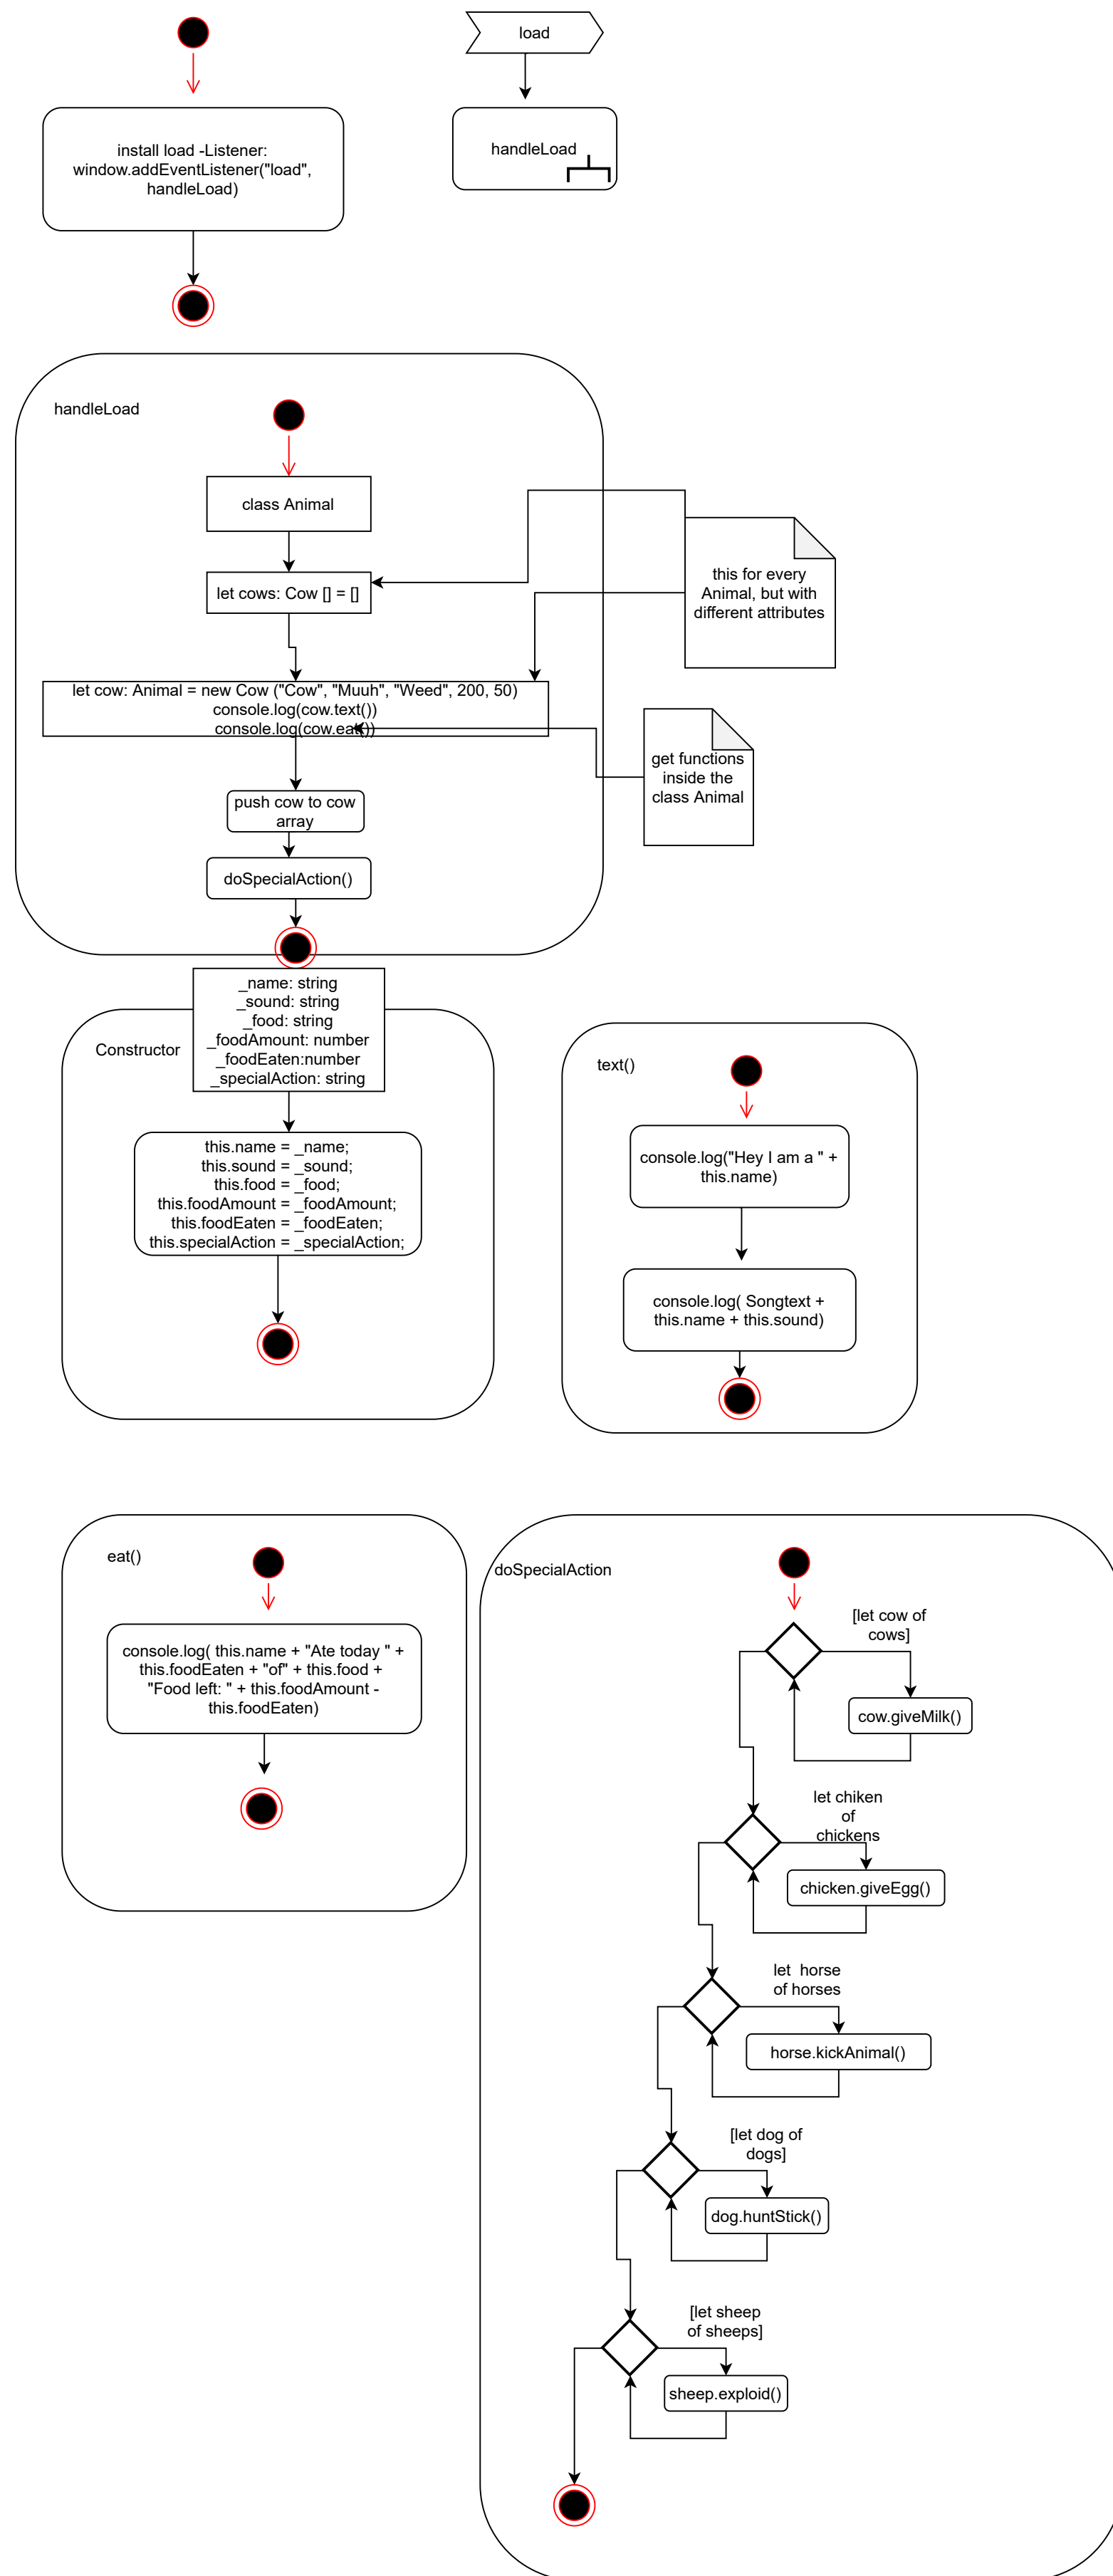 load
install load -Listener:
window.addEventListener("load",
handleLoad)
handleLoad
handleLoad
class Animal
let cows: Cow [] = []
this for every
Animal, but with
different attributes
let cow: Animal = new Cow ("Cow", "Muuh", "Weed", 200, 50)
console.log(cow.text())
console.log(cow.eat())
get functions
inside the
class Animal
push cow to cow
array
doSpecialAction()
Constructor
_name: string
_sound: string
_food: string
_foodAmount: number
_foodEaten:number
_specialAction: string
this.name = _name;
this.sound = _sound;
this.food = _food;
this.foodAmount = _foodAmount;
this.foodEaten = _foodEaten;
this.specialAction = _specialAction;
text()
console.log("Hey I am a " +
this.name)
console.log( Songtext +
this.name + this.sound)
eat()
console.log( this.name + "Ate today " +
this.foodEaten + "of" + this.food +
"Food left: " + this.foodAmount -
this.foodEaten)
doSpecialAction
[let cow of
cows]
cow.giveMilk()
let chiken
of
chickens
chicken.giveEgg()
let  horse
of horses
horse.kickAnimal()
[let dog of
dogs]
dog.huntStick()
[let sheep
of sheeps]
sheep.exploid()